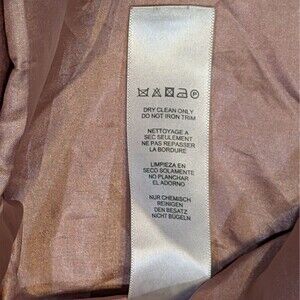 DRY CLEAN ONLY
DO NOT IRON TRIM
NETTOYAGE A
SEC SEULEMENT
NE PAS REPASSER
LA BORDURE
LIMPIEZA EN
SECO SOLAMENTE
NO PLANCHAR
EL ADORNO
NUR CHEMISCH
REINIGEN
DEN BESATZ
NICHT BÜGELN